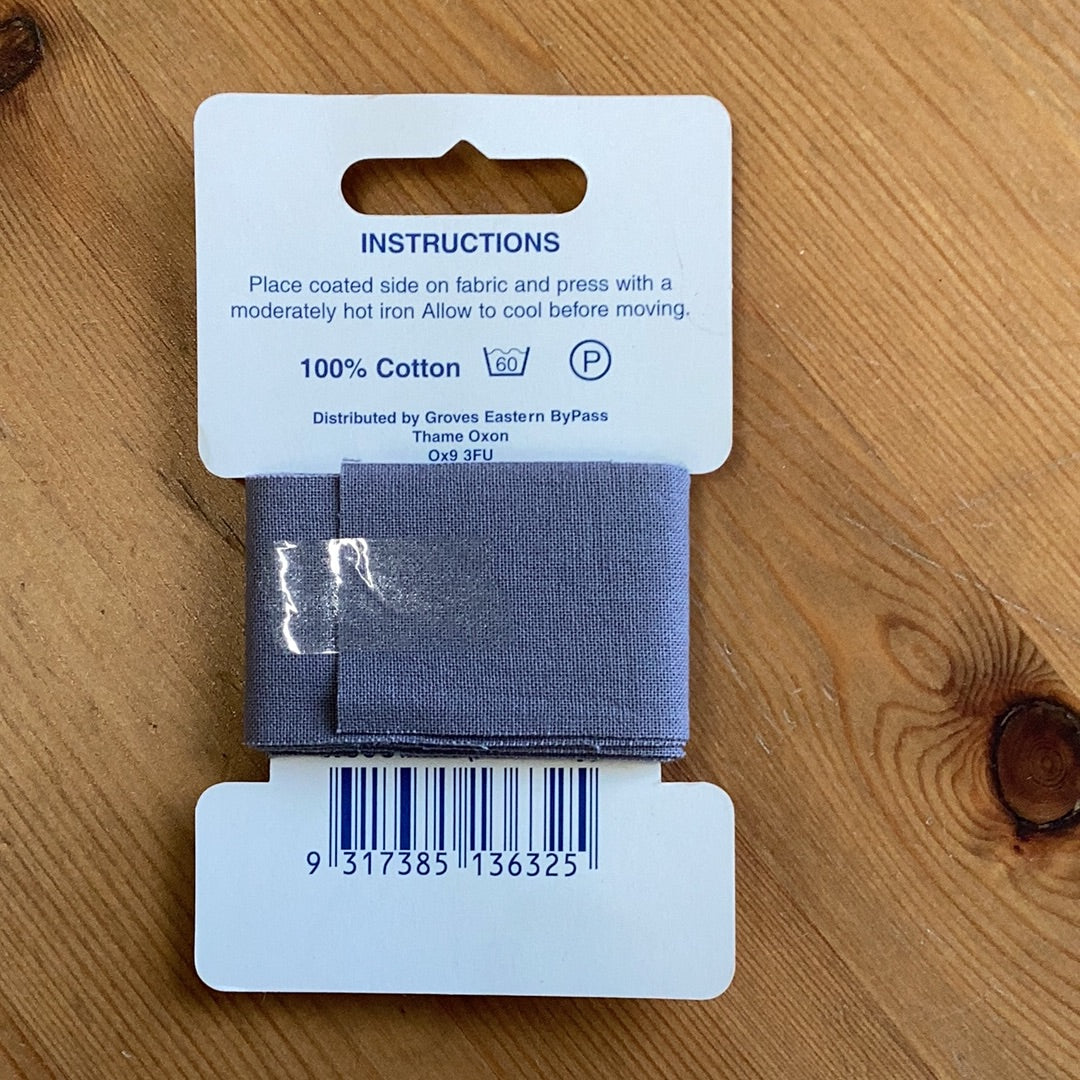 INSTRUCTIONS
Place coated side on fabric and press with a
moderately hot iron Allow to cool before moving.
100% Cotton 60 P
Distributed by Groves Eastern ByPass
Thame Oxon
Ox9 3FU
9 317385 136325